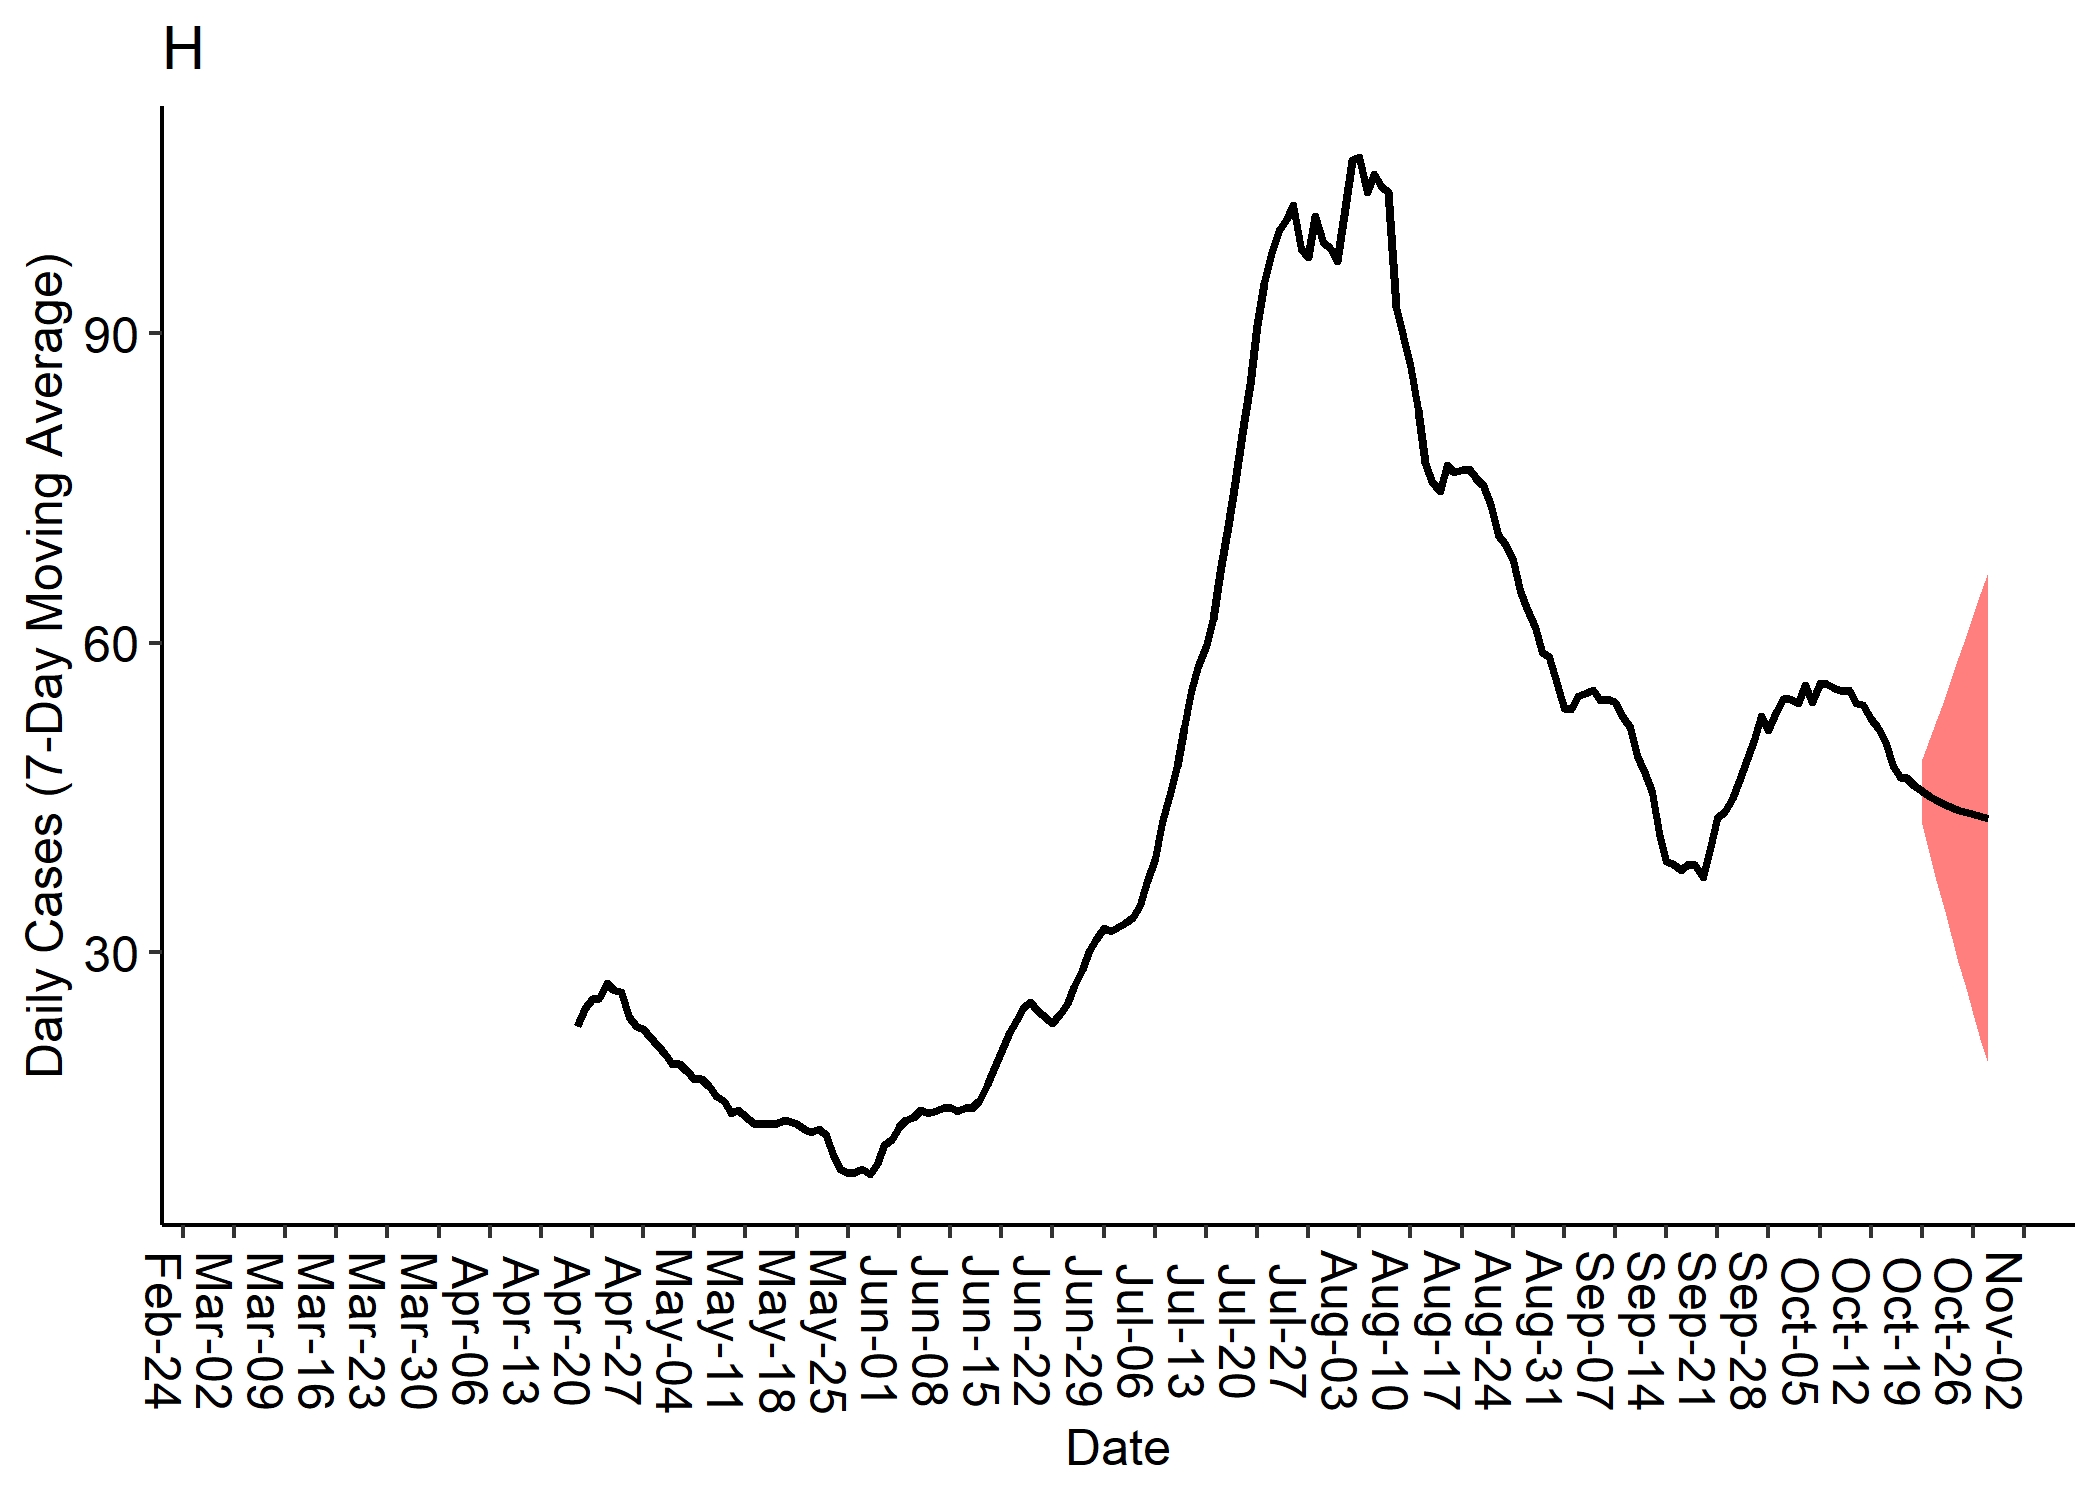 H
Daily Cases (7-Day Moving Average)
90
60
30
Feb-24
Mar-02
Mar-09
Mar-16
Mar-23
Mar-30
Apr-06
Apr-13
Apr-20
Apr-27
May-04
May-11
May-18
May-25
Jun-01
Jun-08
Jun-15
Jun-22
Jun-29
Jul-06
Jul-13
Jul-20
Jul-27
Aug-03
Aug-10
Aug-17
Aug-24
Aug-31
Sep-07
Sep-14
Sep-21
Sep-28
Oct-05
Oct-12
Oct-19
Oct-26
Nov-02
Date